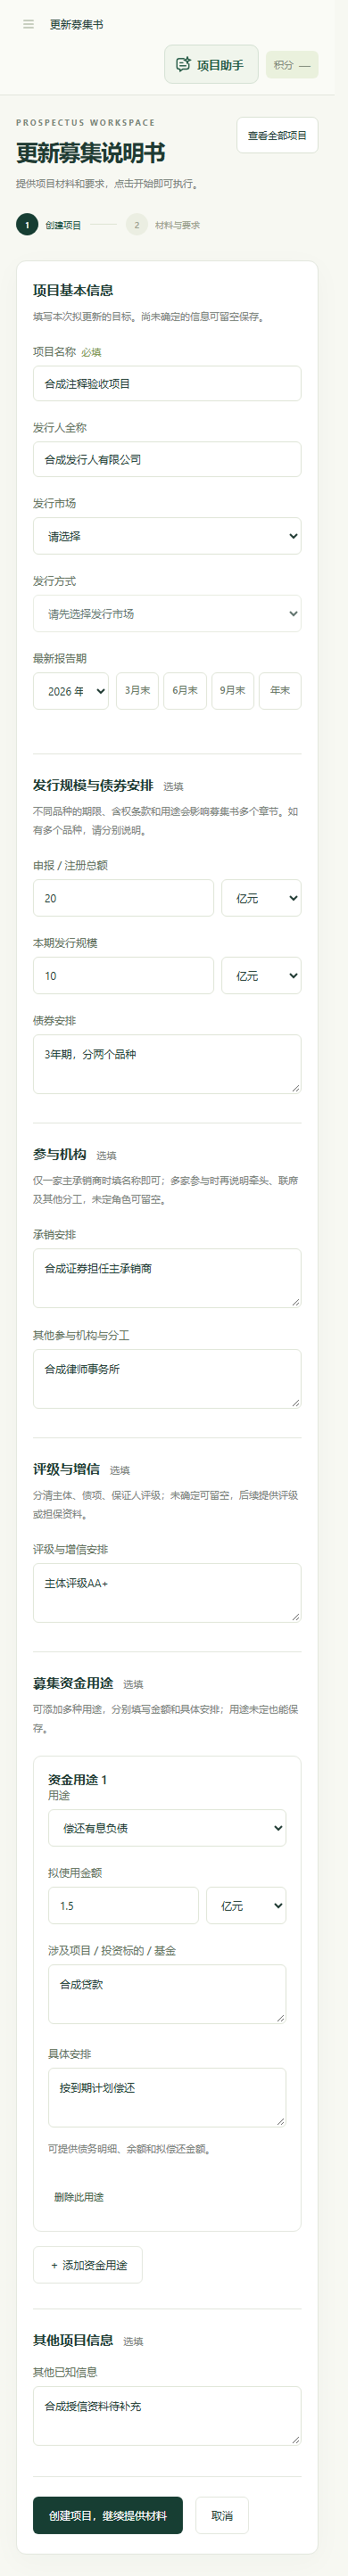 更新募集书
项目助手
积分 —
PROSPECTUS WORKSPACE
更新募集说明书
查看全部项目
提供项目材料和要求，点击开始即可执行。
1 创建项目
2 材料与要求
项目基本信息
填写本次拟更新的目标。尚未确定的信息可留空保存。
项目名称 必填
合成注释验收项目
发行人全称
合成发行人有限公司
发行市场
请选择
发行方式
请先选择发行市场
最新报告期
2026 年 3月末 6月末 9月末 年末
发行规模与债券安排 选填
不同品种的期限、含权条款和用途会影响募集书多个章节。如
有多个品种，请分别说明。
申报 / 注册总额
20 亿元
本期发行规模
10 亿元
债券安排
3年期，分两个品种
参与机构 选填
仅一家主承销商时填名称即可；多家参与时再说明牵头、联席
及其他分工，未定角色可留空。
承销安排
合成证券担任主承销商
其他参与机构与分工
合成律师事务所
评级与增信 选填
分清主体、债项、保证人评级；未确定可留空，后续提供评级
或担保资料。
评级与增信安排
主体评级AA+
募集资金用途 选填
可添加多种用途，分别填写金额和具体安排；用途未定也能保
存。
资金用途 1
用途
偿还有息负债
拟使用金额
1.5 亿元
涉及项目 / 投资标的 / 基金
合成贷款
具体安排
按到期计划偿还
可提供债务明细、余额和拟偿还金额。
删除此用途
+ 添加资金用途
其他项目信息 选填
其他已知信息
合成授信资料待补充
创建项目，继续提供材料
取消